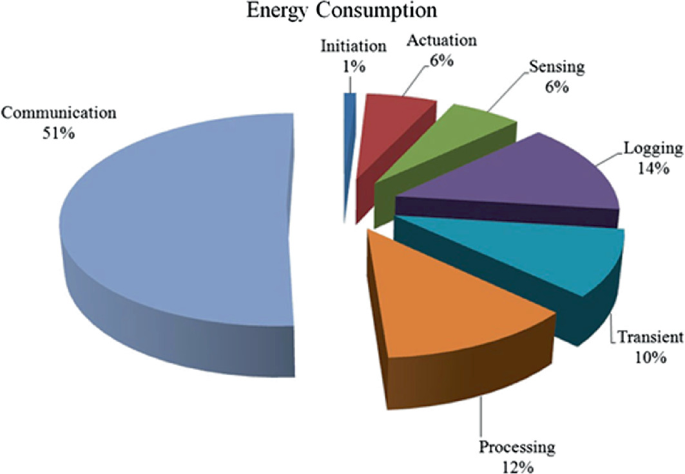 Energy Consumption
Initiation
1%
Actuation
6%
Sensing
6%
Logging
14%
Transient
10%
Processing
12%
Communication
51%